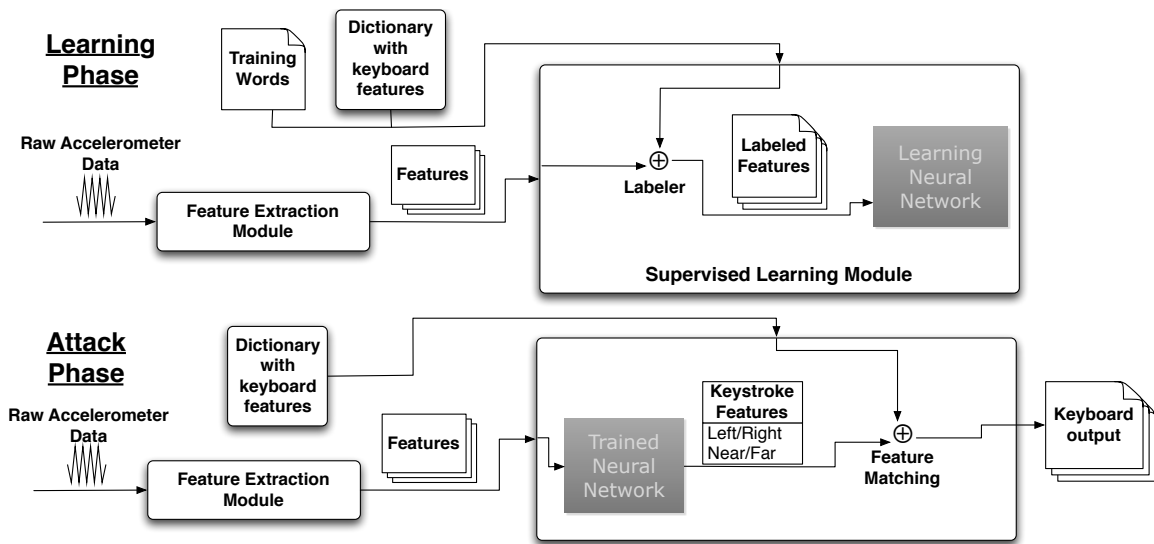 Learning
Phase
Training
Words
Dictionary
with
keyboard
features
Raw Accelerometer
Data
Feature Extraction
Module
Features
Labeler
Labeled
Features
Learning
Neural
Network
Supervised Learning Module
Attack
Phase
Dictionary
with
keyboard
features
Raw Accelerometer
Data
Feature Extraction
Module
Features
Trained
Neural
Network
Keystroke
Features
Left/Right
Near/Far
Feature
Matching
Keyboard
output